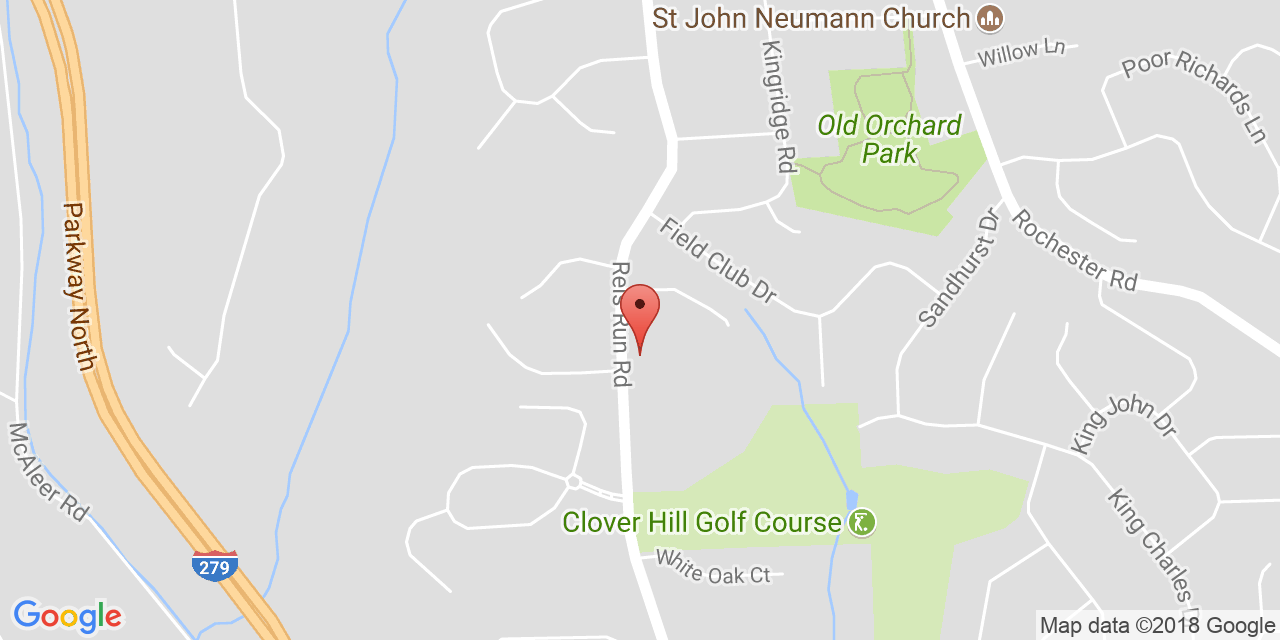 St John Neumann Church
Willow Ln
Poor Richards Ln
Kingridge Rd
Old Orchard
Park
Parkway North
Field Club Dr
Sandhurst Dr
Rochester Rd
Reis Run Rd
McAleer Rd
King John Dr
King Charles D
Clover Hill Golf Course
White Oak Ct
279
Google
Map data ©2018 Google